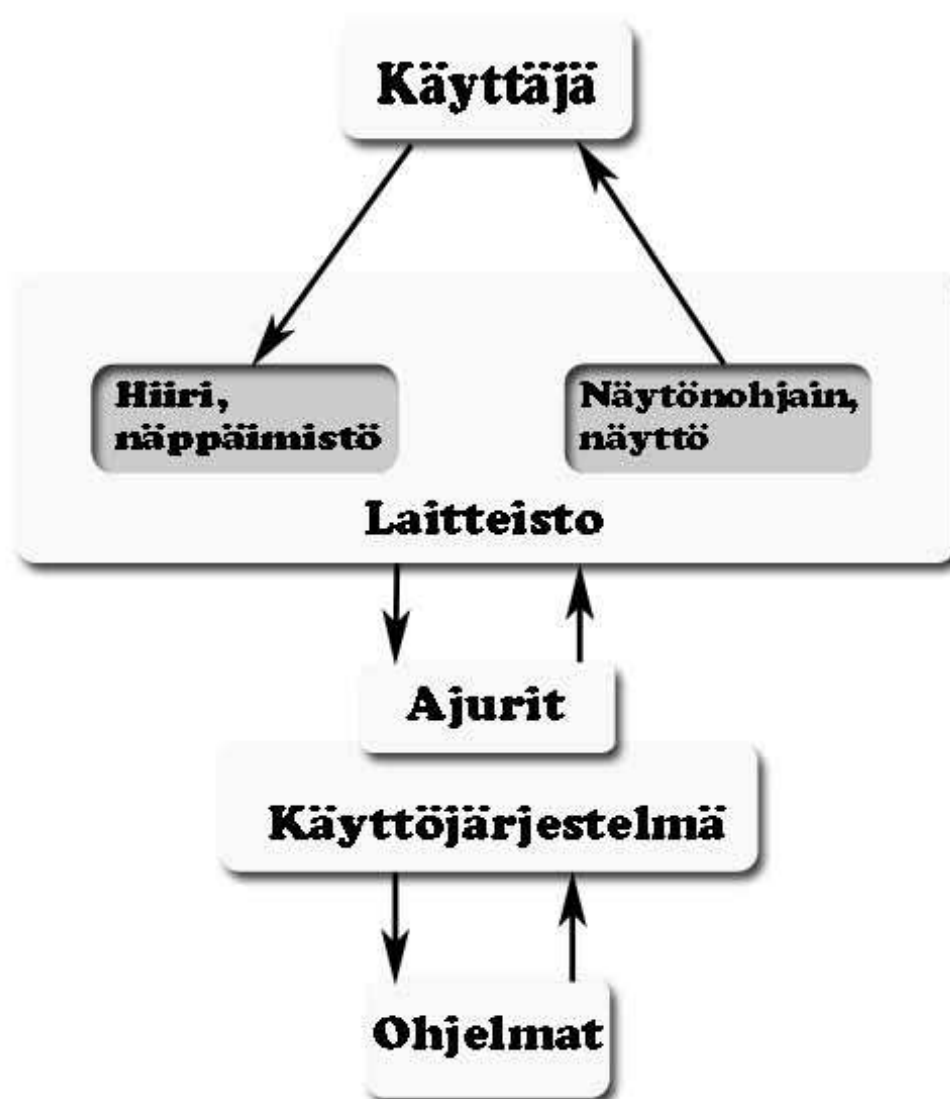 Käyttäjä
Hiiri,
näppäimistö
Näytönohjain,
näyttö
Laitteisto
Ajurit
Käyttöjärjestelmä
Ohjelmat